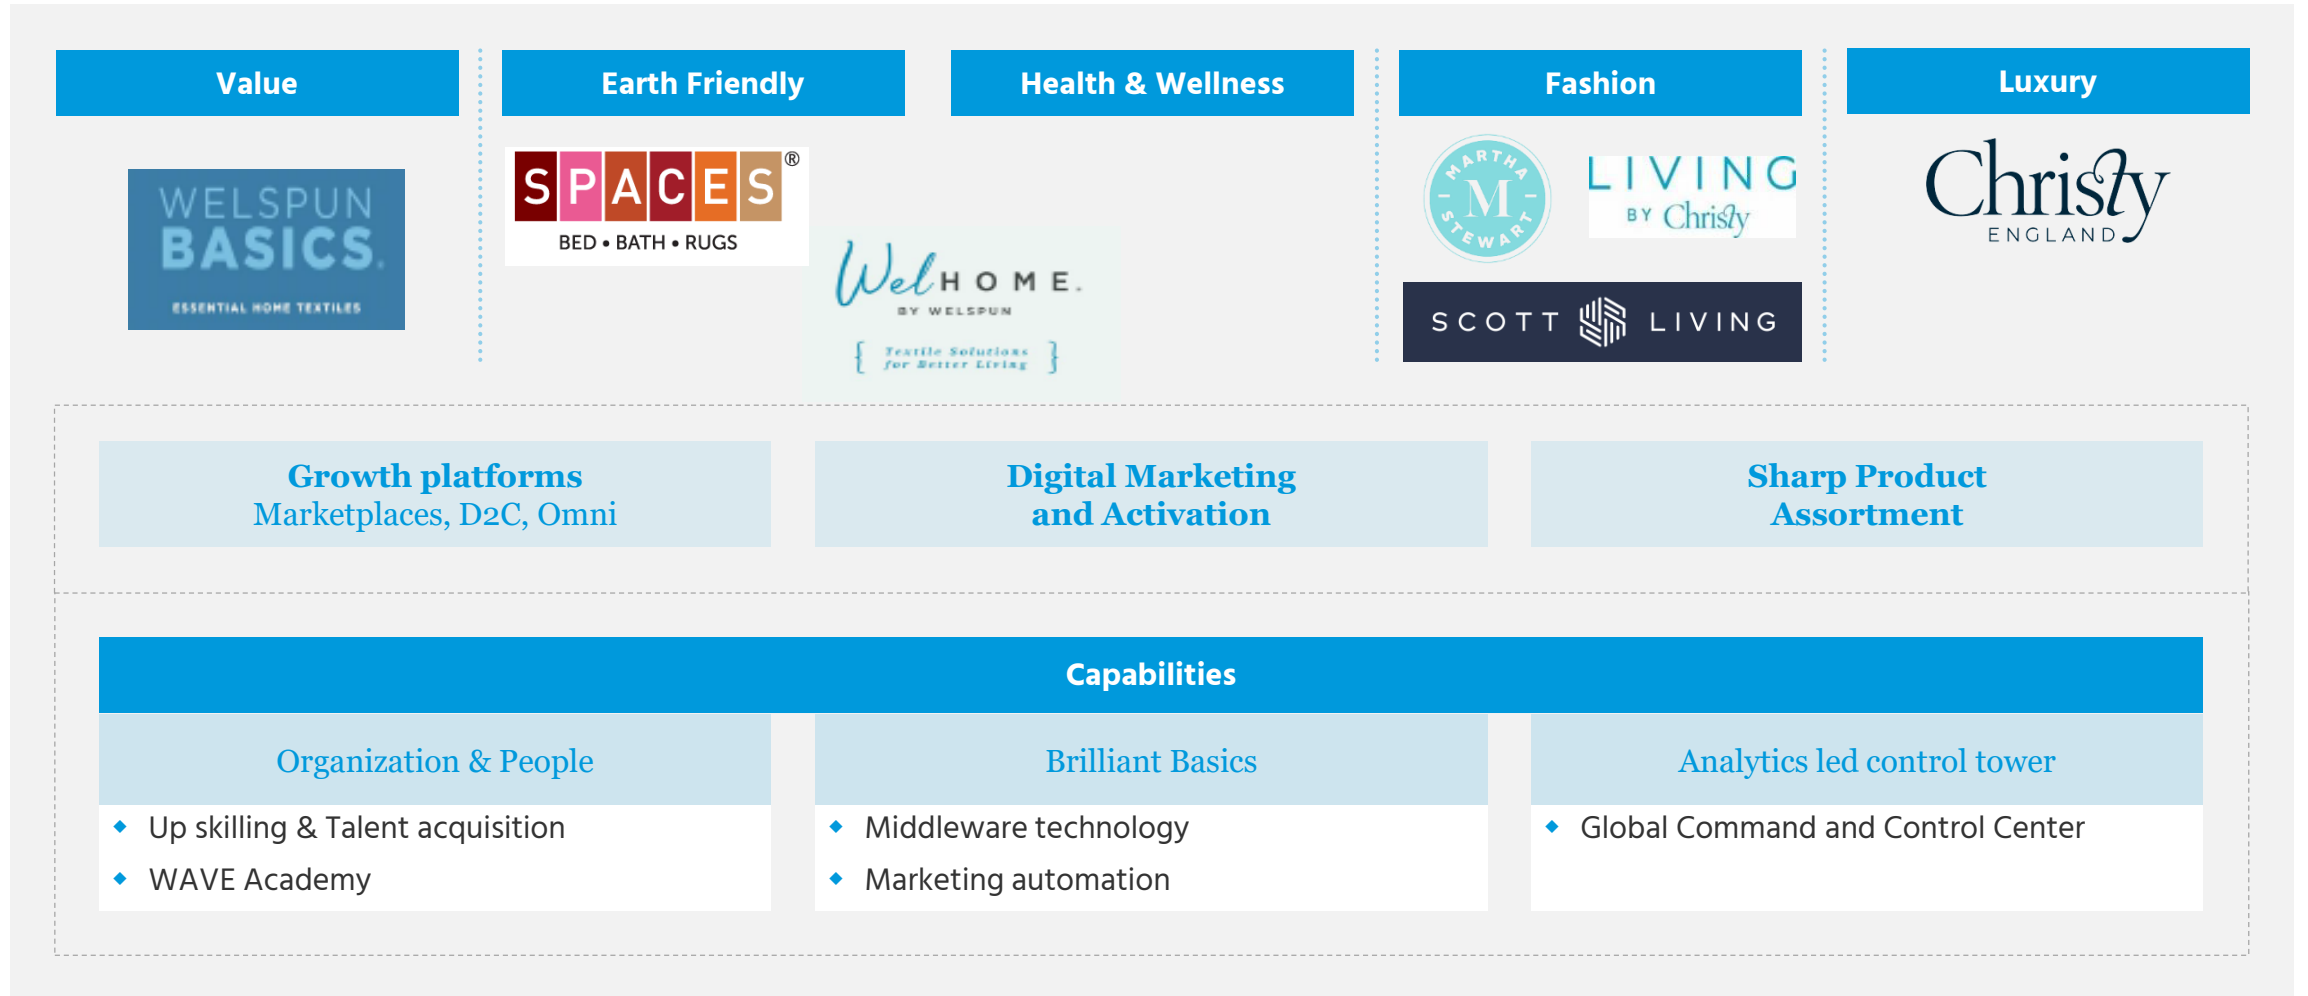 Value
Earth Friendly
Health & Wellness
Fashion
Luxury
WELSPUN
BASICS.
ESSENTIAL HOME TEXTILES
SPACES®
BED • BATH • RUGS
WelHOME.
BY WELSPUN
{ Textile Solutions
for Better Living }
MARTHA
M
STEWART
LIVING
BY Christy
SCOTT LIVING
Christy
ENGLAND
Growth platforms
Marketplaces, D2C, Omni
Digital Marketing
and Activation
Sharp Product
Assortment
Capabilities
Organization & People
Up skilling & Talent acquisition
WAVE Academy
Brilliant Basics
Middleware technology
Marketing automation
Analytics led control tower
Global Command and Control Center